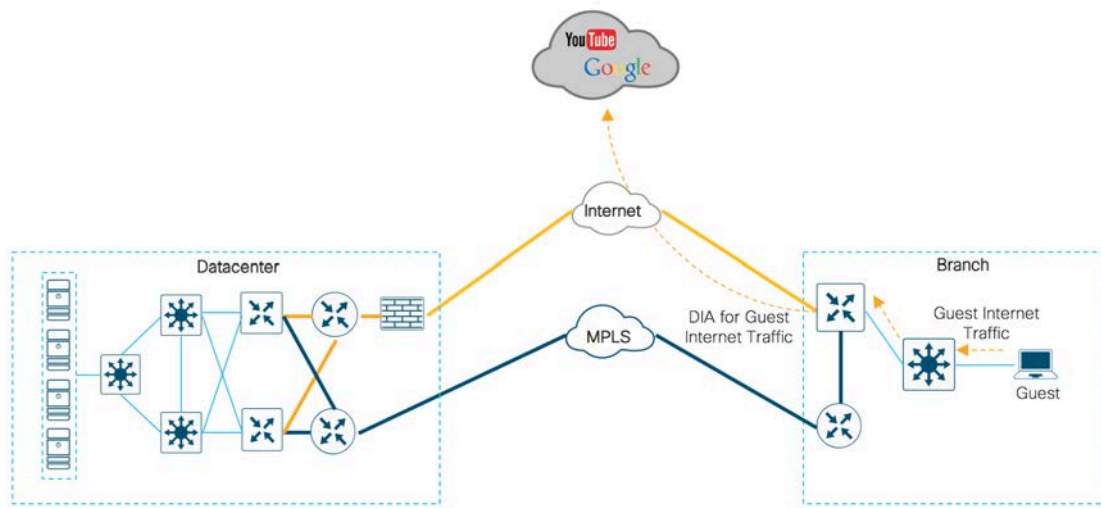 YouTube
Google
Internet
Datacenter
Branch
DIA for Guest
Internet Traffic
Guest Internet
Traffic
MPLS
Guest